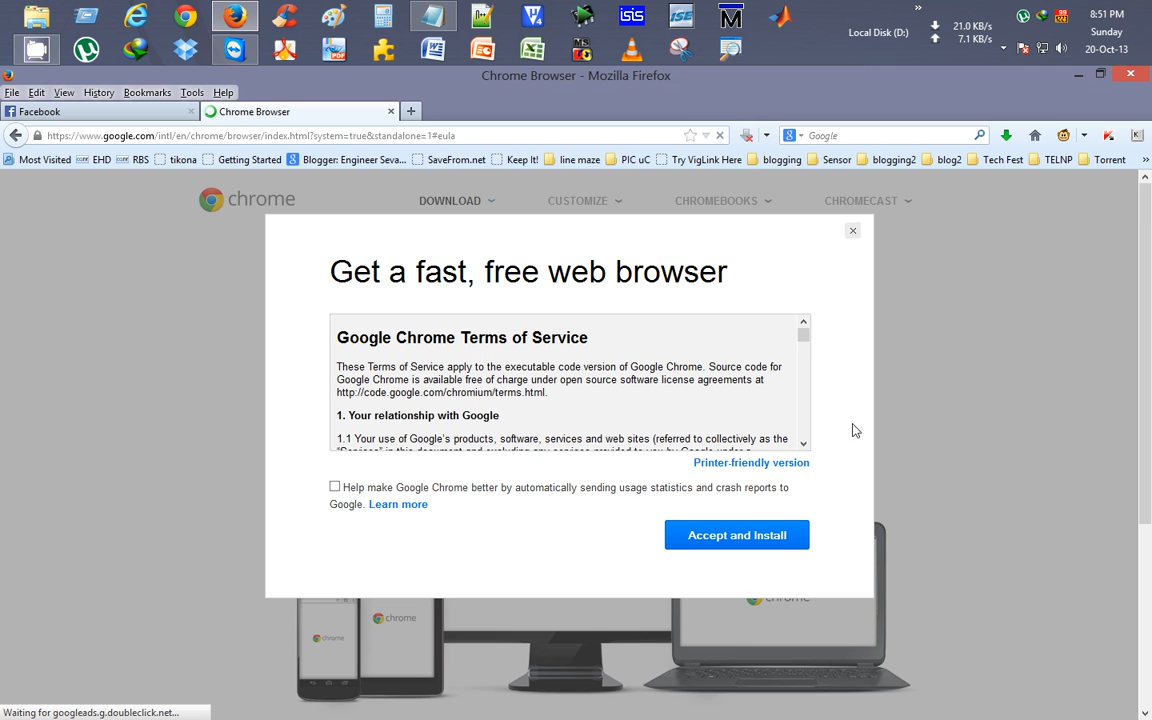 8:51 PM
21.0 KB/s
Local Disk (D:)
7.1 KB/s
Sunday
20-Oct-13
isis
ISE
Chrome Browser - Mozilla Firefox
File Edit View History Bookmarks Tools Help
Facebook
Chrome Browser
https://www.google.com/intl/en/chrome/browser/index.html?system=true&standalone=1#eula
Google
Most Visited EHD RBS tikona Getting Started Blogger: Engineer Seva... SaveFrom.net Keep It! line maze PIC uC Try VigLink Here blogging Sensor blogging2 blog2 Tech Fest TELNP Torrent »
chrome
DOWNLOAD CUSTOMIZE CHROMEBOOKS CHROMECAST
Get a fast, free web browser
Google Chrome Terms of Service
These Terms of Service apply to the executable code version of Google Chrome. Source code for
Google Chrome is available free of charge under open source software license agreements at
http://code.google.com/chromium/terms.html.
1. Your relationship with Google
1.1 Your use of Google's products, software, services and web sites (referred to collectively as the
Printer-friendly version
Help make Google Chrome better by automatically sending usage statistics and crash reports to
Google. Learn more
Accept and Install
chrome
chrome
chrome
Waiting for googleads.g.doubleclick.net...